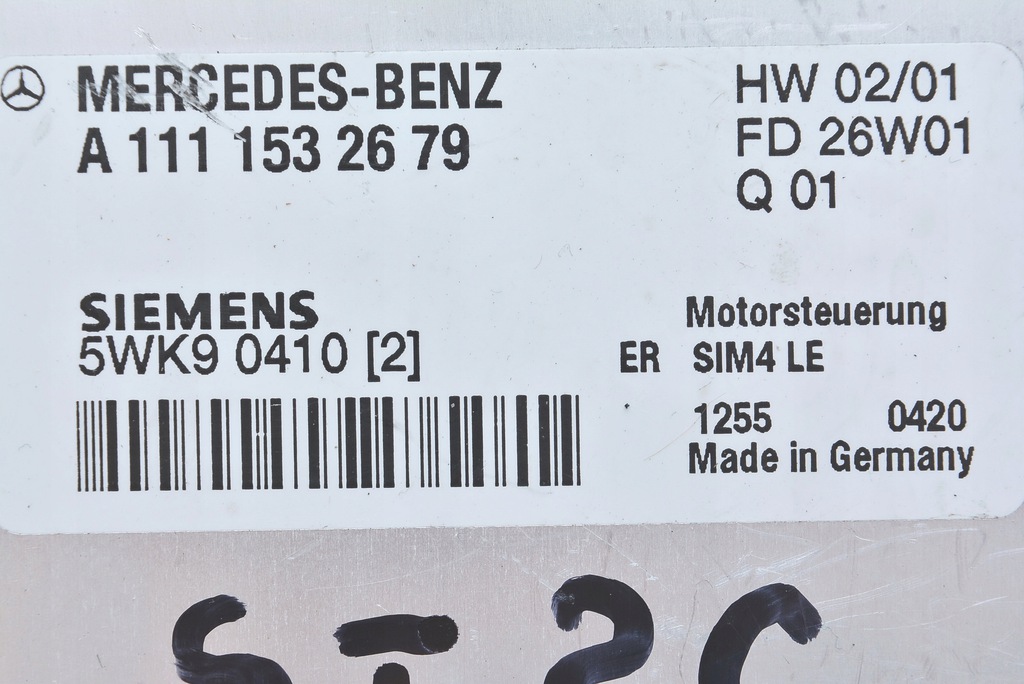 MERCEDES-BENZ
A 111 153 26 79
HW 02/01
FD 26W01
Q 01
SIEMENS
5WK9 0410 [2]
Motorsteuerung
ER SIM4 LE
1255 0420
Made in Germany